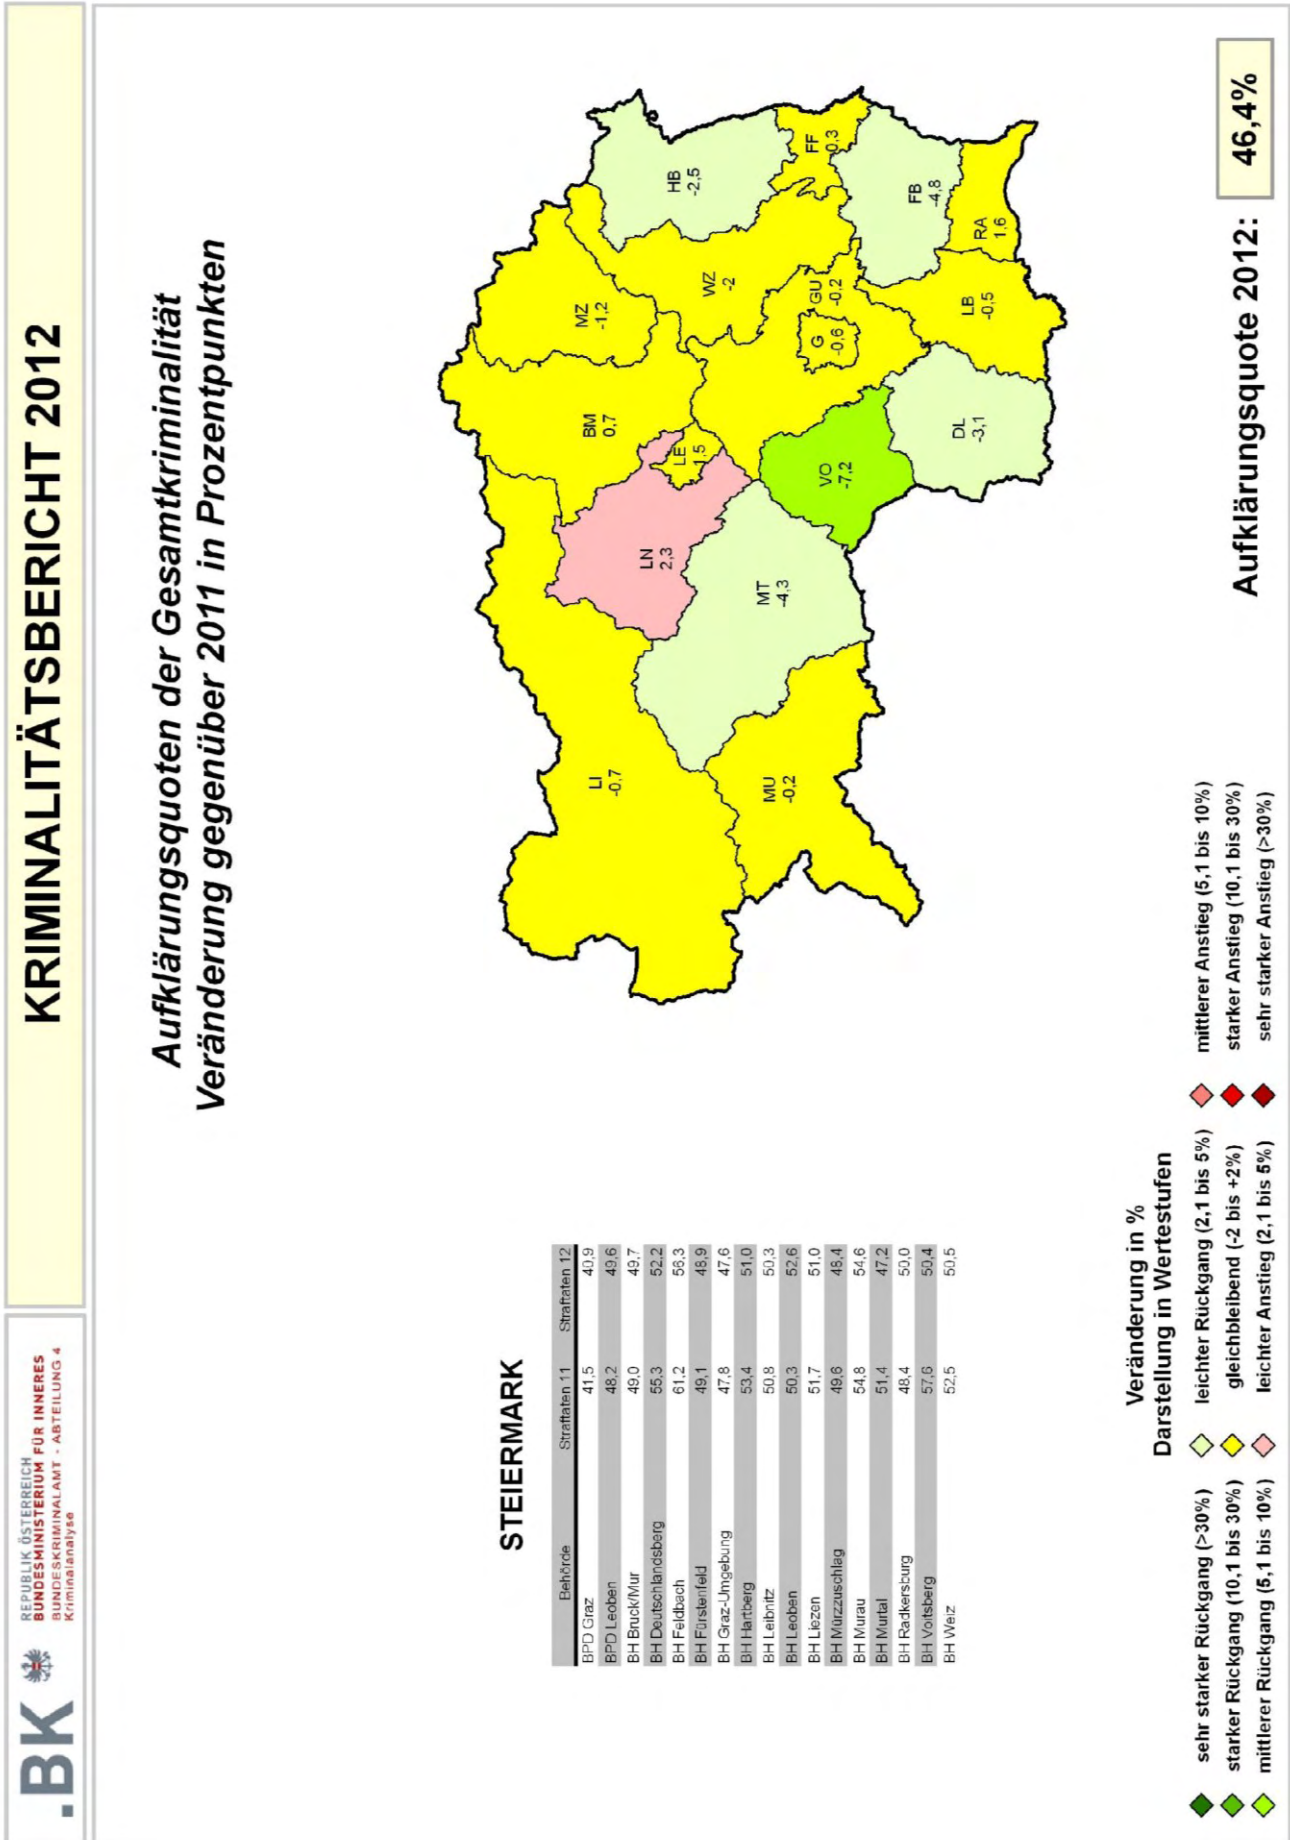 .BK
REPUBLIK ÖSTERREICH
BUNDESMINISTERIUM FÜR INNERES
BUNDESKRIMINALAMT - ABTEILUNG 4
Kriminalanalyse
KRIMINALITÄTSBERICHT 2012
Aufklärungsquoten der Gesamtkriminalität
Veränderung gegenüber 2011 in Prozentpunkten
STEIERMARK
Behörde Straftaten 11 Straftaten 12
BPD Graz 41,5 40,9
BPD Leoben 48,2 49,6
BH Bruck/Mur 49,0 49,7
BH Deutschlandsberg 55,3 52,2
BH Feldbach 61,2 56,3
BH Fürstenfeld 49,1 48,9
BH Graz-Umgebung 47,8 47,6
BH Hartberg 53,4 51,0
BH Leibnitz 50,8 50,3
BH Leoben 50,3 52,6
BH Liezen 51,7 51,0
BH Mürzzuschlag 49,6 48,4
BH Murau 54,8 54,6
BH Murtal 51,4 47,2
BH Radkersburg 48,4 50,0
BH Voitsberg 57,6 50,4
BH Weiz 52,5 50,5
MZ
-1,2
BM
0,7
LI
-0,7
HB
-2,5
LN
2,3
LE
1,5
WZ
-2
MT
-4,3
MU
-0,2
FF
-0,3
GU
-0,2
G
-0,6
VO
-7,2
FB
-4,8
DL
-3,1
LB
-0,5
RA
1,6
Veränderung in %
Darstellung in Wertestufen
sehr starker Rückgang (>30%)
starker Rückgang (10,1 bis 30%)
mittlerer Rückgang (5,1 bis 10%)
leichter Rückgang (2,1 bis 5%)
gleichbleibend (-2 bis +2%)
leichter Anstieg (2,1 bis 5%)
mittlerer Anstieg (5,1 bis 10%)
starker Anstieg (10,1 bis 30%)
sehr starker Anstieg (>30%)
Aufklärungsquote 2012: 46,4%